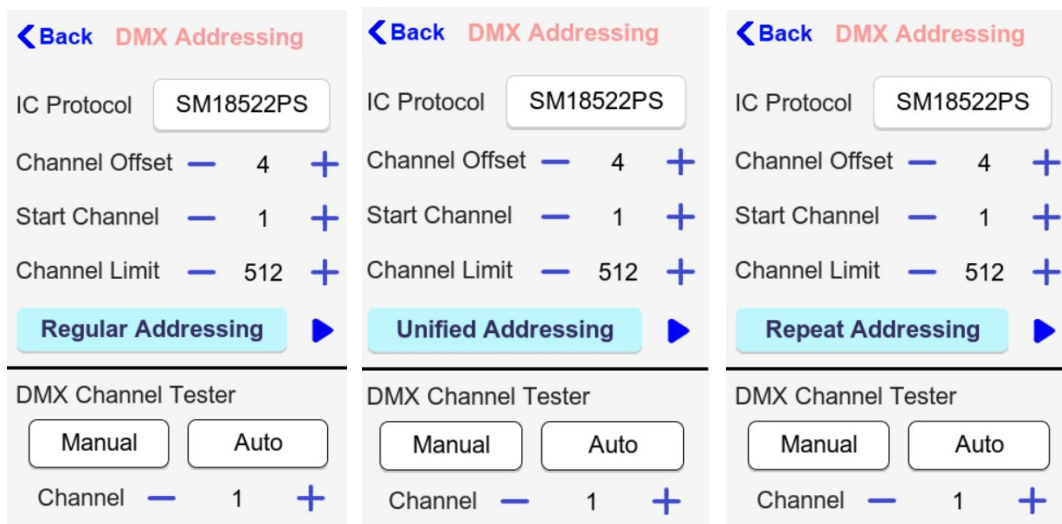 Back DMX Addressing
IC Protocol SM18522PS
Channel Offset — 4 +
Start Channel — 1 +
Channel Limit — 512 +
Regular Addressing
DMX Channel Tester
Manual Auto
Channel — 1 +
Back DMX Addressing
IC Protocol SM18522PS
Channel Offset — 4 +
Start Channel — 1 +
Channel Limit — 512 +
Unified Addressing
DMX Channel Tester
Manual Auto
Channel — 1 +
Back DMX Addressing
IC Protocol SM18522PS
Channel Offset — 4 +
Start Channel — 1 +
Channel Limit — 512 +
Repeat Addressing
DMX Channel Tester
Manual Auto
Channel — 1 +